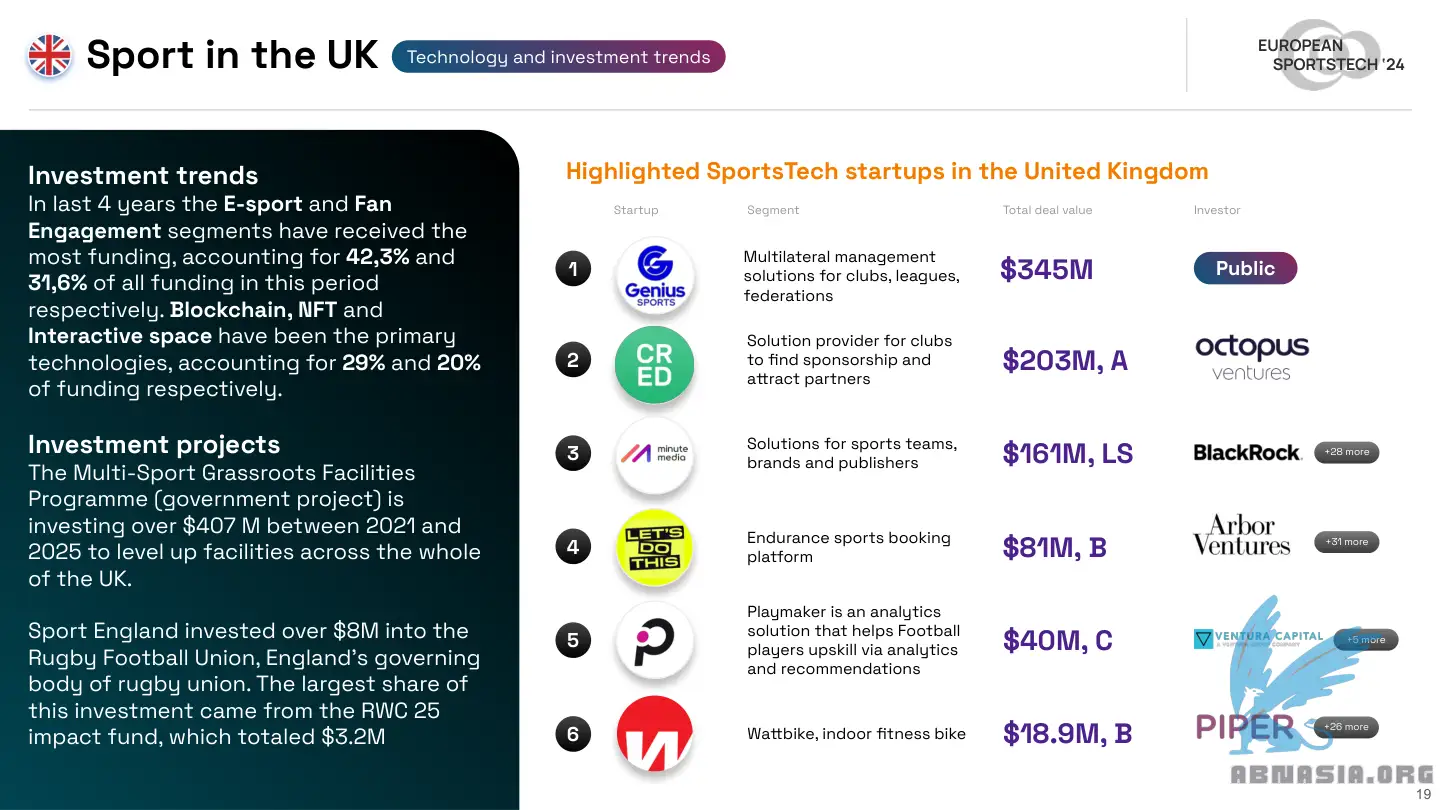 Sport in the UK
Technology and investment trends
EUROPEAN
SPORTSTECH '24
Investment trends
In last 4 years the E-sport and Fan
Engagement segments have received the
most funding, accounting for 42,3% and
31,6% of all funding in this period
respectively. Blockchain, NFT and
Interactive space have been the primary
technologies, accounting for 29% and 20%
of funding respectively.
Investment projects
The Multi-Sport Grassroots Facilities
Programme (government project) is
investing over $407 M between 2021 and
2025 to level up facilities across the whole
of the UK.
Sport England invested over $8M into the
Rugby Football Union, England's governing
body of rugby union. The largest share of
this investment came from the RWC 25
impact fund, which totaled $3.2M
Highlighted SportsTech startups in the United Kingdom
Startup
Segment
Total deal value
Investor
1
Genius
SPORTS
Multilateral management
solutions for clubs, leagues,
federations
$345M
Public
2
CR
ED
Solution provider for clubs
to find sponsorship and
attract partners
$203M, A
octopus
ventures
3
minute
media
Solutions for sports teams,
brands and publishers
$161M, LS
BlackRock.
+28 more
4
LET'S
DO
THIS
Endurance sports booking
platform
$81M, B
Arbor
Ventures
+31 more
5
Playmaker is an analytics
solution that helps Football
players upskill via analytics
and recommendations
$40M, C
VENTURA CAPITAL
+5 more
6
Wattbike, indoor fitness bike
$18.9M, B
PIPER
+26 more
ABNASIA.ORG
19